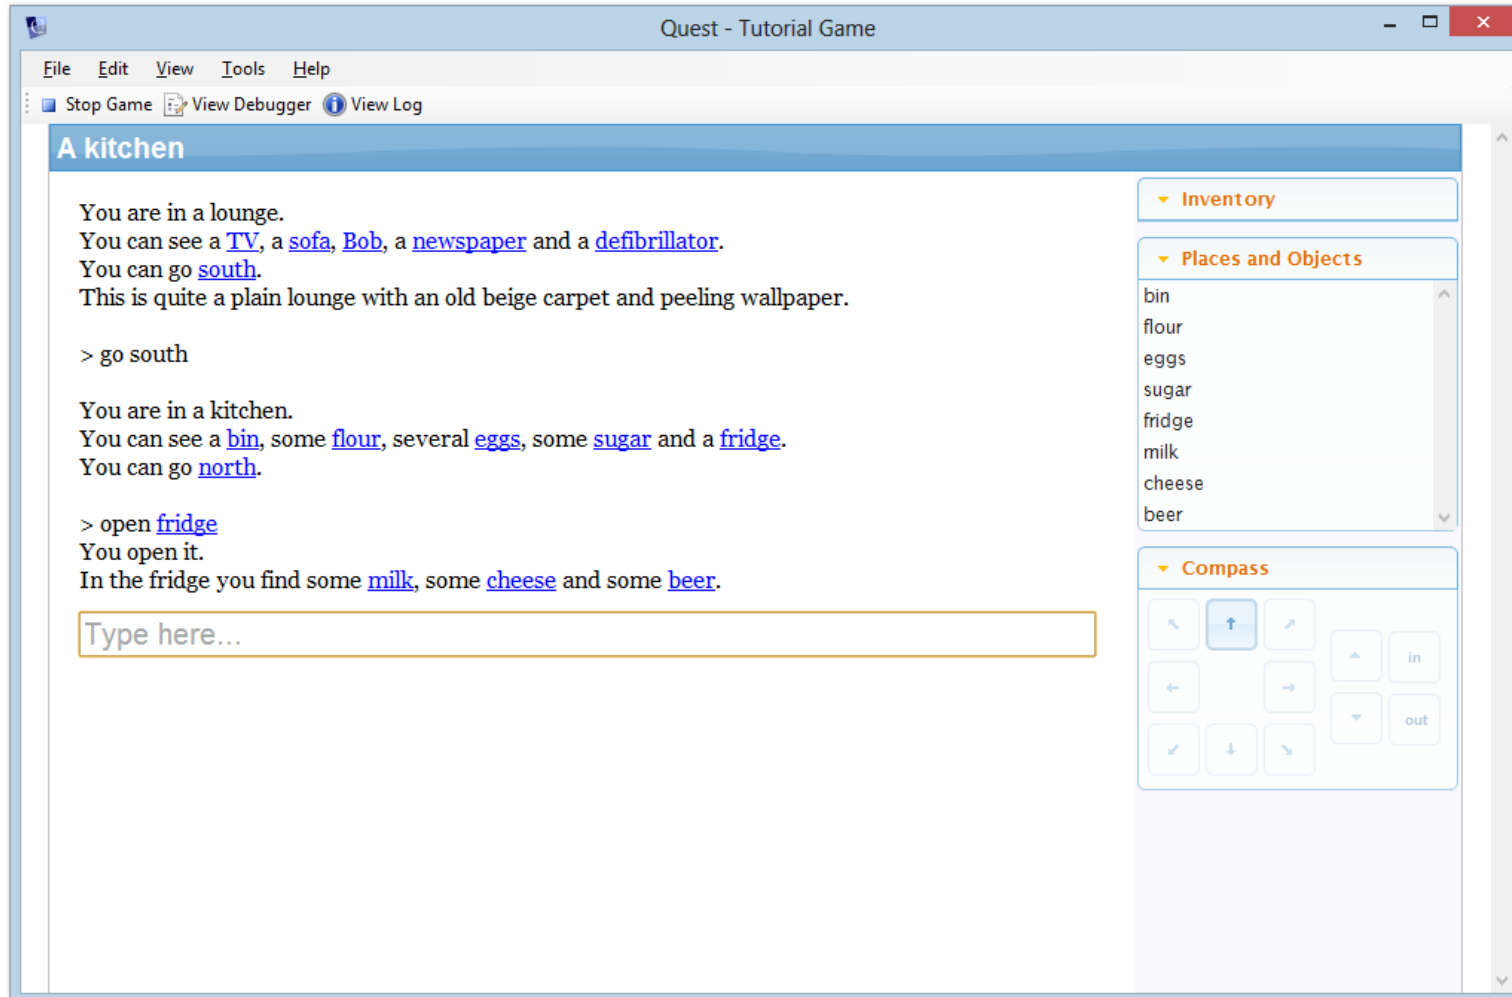 Quest - Tutorial Game
File Edit View Tools Help
Stop Game View Debugger View Log
A kitchen
You are in a lounge.
You can see a TV, a sofa, Bob, a newspaper and a defibrillator.
You can go south.
This is quite a plain lounge with an old beige carpet and peeling wallpaper.
> go south
You are in a kitchen.
You can see a bin, some flour, several eggs, some sugar and a fridge.
You can go north.
> open fridge
You open it.
In the fridge you find some milk, some cheese and some beer.
Type here...
Inventory
Places and Objects
bin
flour
eggs
sugar
fridge
milk
cheese
beer
Compass
in
out